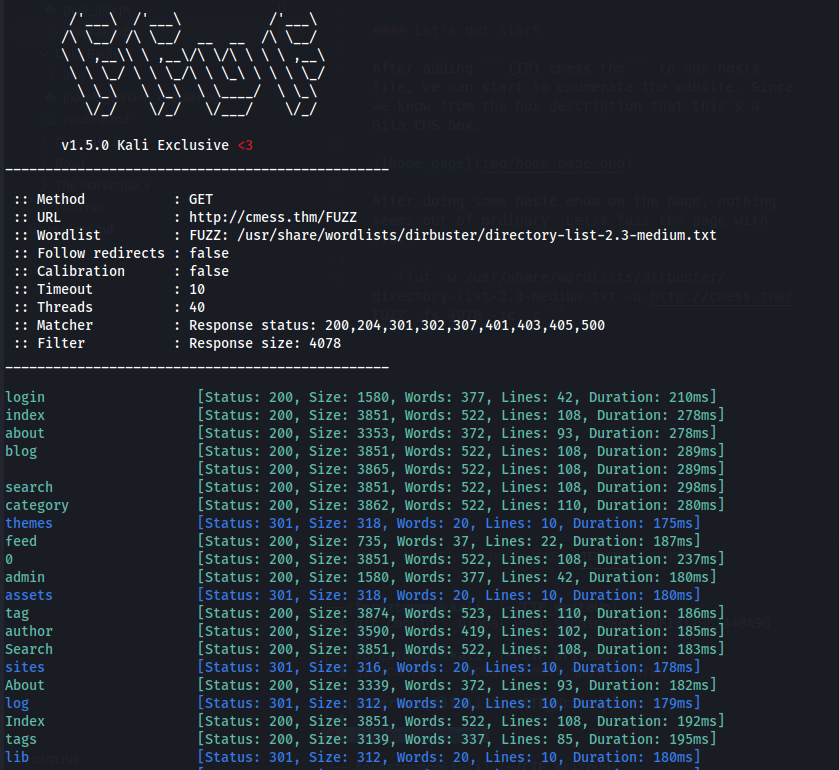 /'___\  /'___\           /'___\
/\ \__/ /\ \__/  __  __  /\ \__/
\ \ ,__\\ \ ,__\/\ \/\ \ \ \ ,__\
\ \ \_/ \ \ \_/\ \ \_\ \ \ \ \_/
\ \_\   \ \_\  \ \____/  \ \_\
\/_/    \/_/   \/___/    \/_/
v1.5.0 Kali Exclusive <3
________________________________________________
:: Method           : GET
:: URL              : http://cmess.thm/FUZZ
:: Wordlist         : FUZZ: /usr/share/wordlists/dirbuster/directory-list-2.3-medium.txt
:: Follow redirects : false
:: Calibration      : false
:: Timeout          : 10
:: Threads          : 40
:: Matcher          : Response status: 200,204,301,302,307,401,403,405,500
:: Filter           : Response size: 4078
________________________________________________
login                   [Status: 200, Size: 1580, Words: 377, Lines: 42, Duration: 210ms]
index                   [Status: 200, Size: 3851, Words: 522, Lines: 108, Duration: 278ms]
about                   [Status: 200, Size: 3353, Words: 372, Lines: 93, Duration: 278ms]
blog                    [Status: 200, Size: 3851, Words: 522, Lines: 108, Duration: 289ms]
[Status: 200, Size: 3865, Words: 522, Lines: 108, Duration: 289ms]
search                  [Status: 200, Size: 3851, Words: 522, Lines: 108, Duration: 298ms]
category                [Status: 200, Size: 3862, Words: 522, Lines: 110, Duration: 280ms]
themes                  [Status: 301, Size: 318, Words: 20, Lines: 10, Duration: 175ms]
feed                    [Status: 200, Size: 735, Words: 37, Lines: 22, Duration: 187ms]
0                       [Status: 200, Size: 3851, Words: 522, Lines: 108, Duration: 237ms]
admin                   [Status: 200, Size: 1580, Words: 377, Lines: 42, Duration: 180ms]
assets                  [Status: 301, Size: 318, Words: 20, Lines: 10, Duration: 180ms]
tag                     [Status: 200, Size: 3874, Words: 523, Lines: 110, Duration: 186ms]
author                  [Status: 200, Size: 3590, Words: 419, Lines: 102, Duration: 185ms]
Search                  [Status: 200, Size: 3851, Words: 522, Lines: 108, Duration: 183ms]
sites                   [Status: 301, Size: 316, Words: 20, Lines: 10, Duration: 178ms]
About                   [Status: 200, Size: 3339, Words: 372, Lines: 93, Duration: 182ms]
log                     [Status: 301, Size: 312, Words: 20, Lines: 10, Duration: 179ms]
Index                   [Status: 200, Size: 3851, Words: 522, Lines: 108, Duration: 192ms]
tags                    [Status: 200, Size: 3139, Words: 337, Lines: 85, Duration: 195ms]
lib                     [Status: 301, Size: 312, Words: 20, Lines: 10, Duration: 180ms]